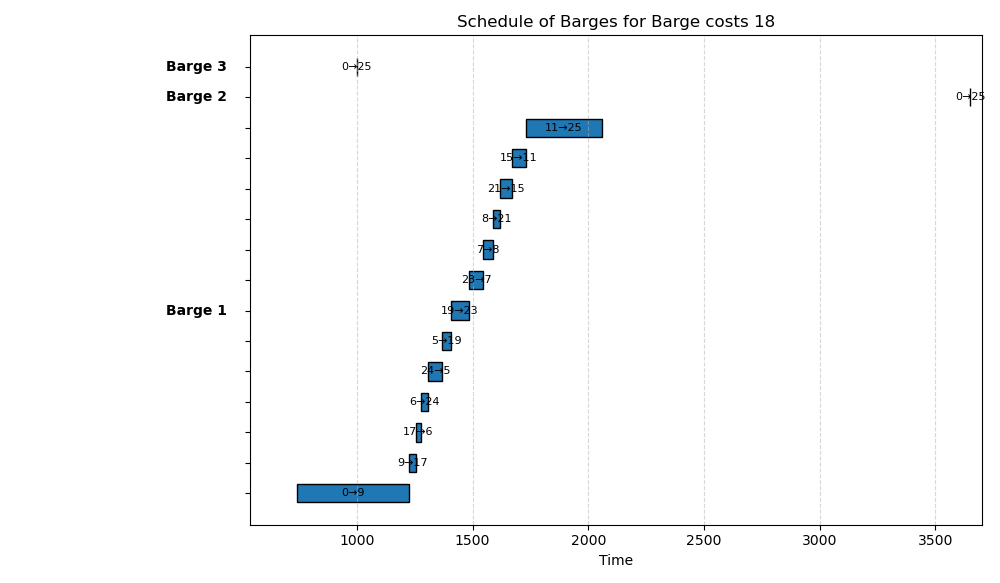 Schedule of Barges for Barge costs 18
Barge 3
0→25
Barge 2
0→25
11→25
15→11
21→15
8→21
7→8
23→7
Barge 1
19→23
5→19
24→5
6→24
17→6
9→17
0→9
1000 1500 2000 2500 3000 3500
Time